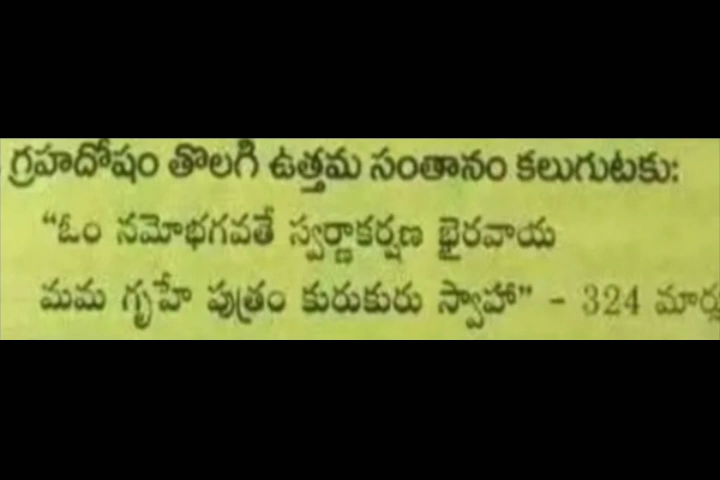 గ్రహదోషం తొలగి ఉత్తమ సంతానం కలుగుటకు:
“ఓం నమోభగవతే స్వర్ణాకర్షణ భైరవాయ
మమ గృహే పుత్రం కురుకురు స్వాహా” - 324